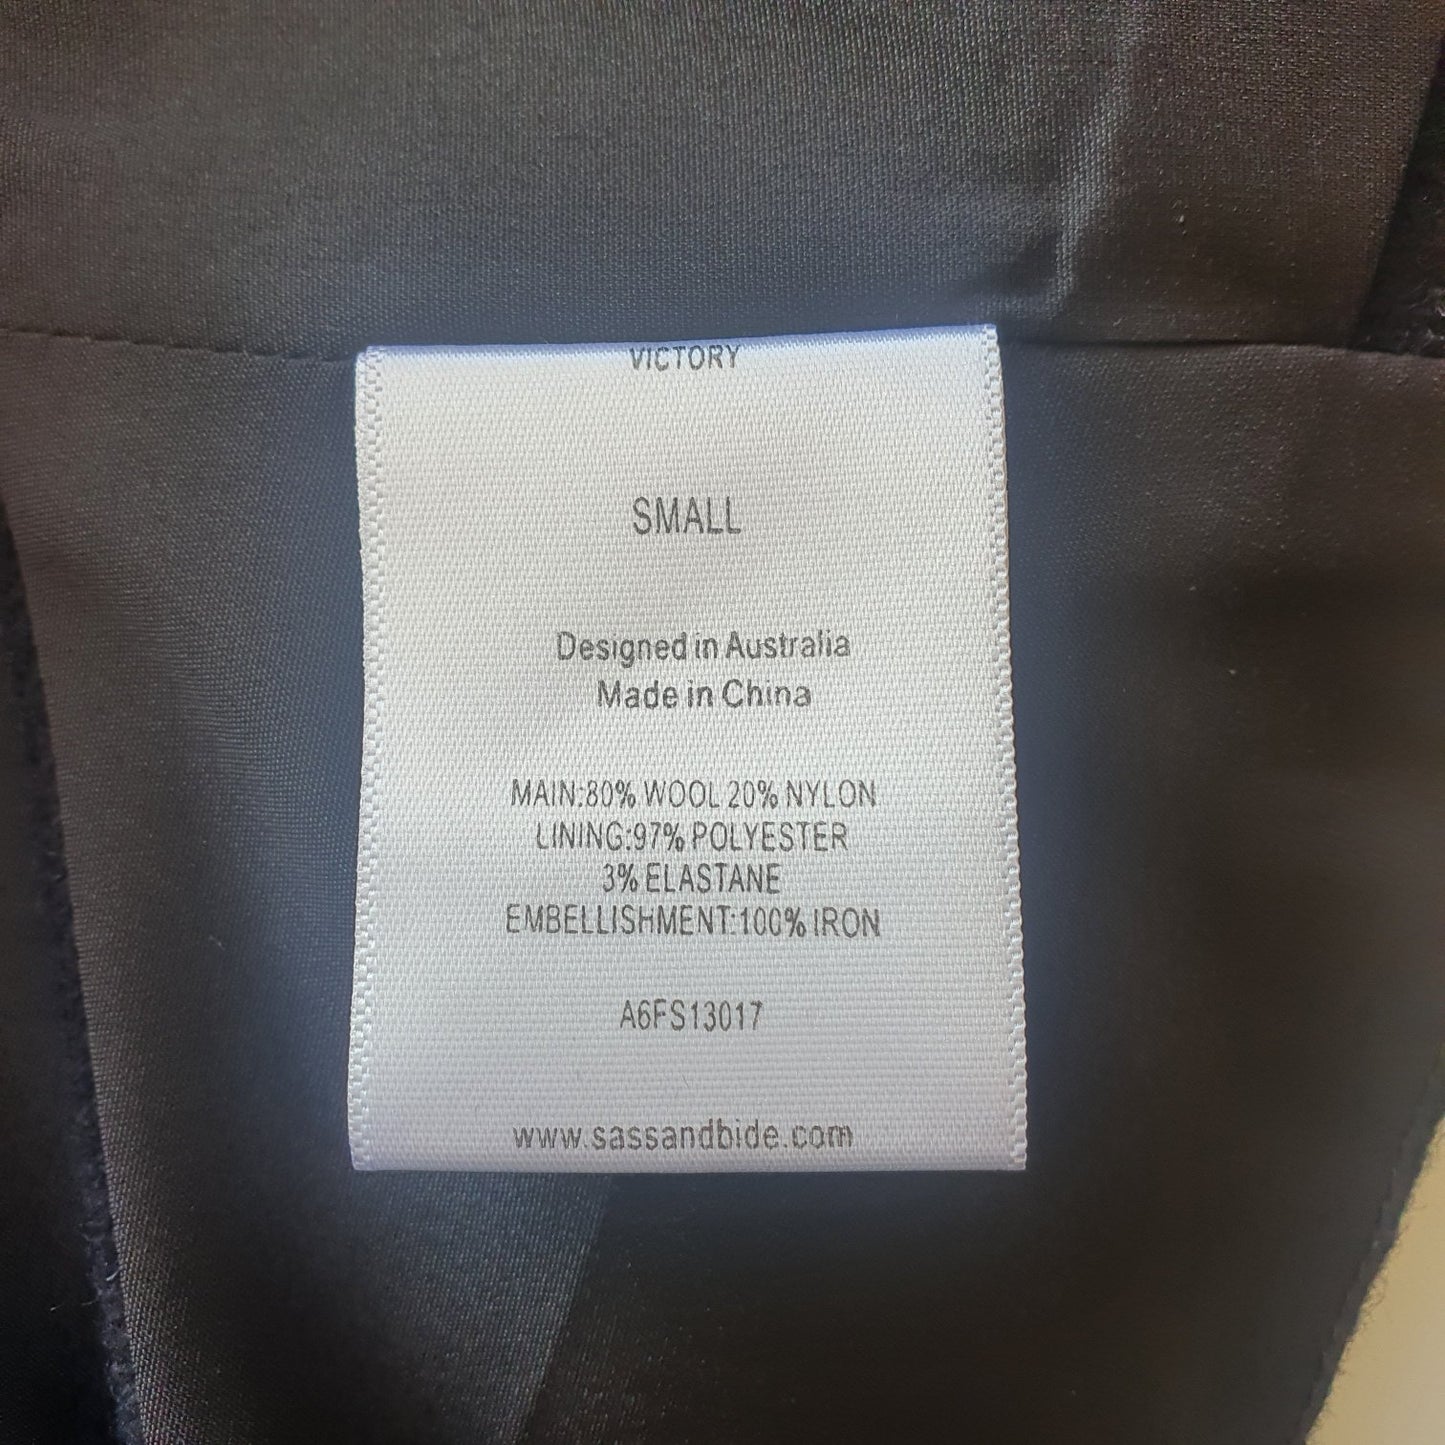 VICTORY
SMALL
Designed in Australia
Made in China
MAIN:80% WOOL 20% NYLON
LINING:97% POLYESTER
3% ELASTANE
EMBELLISHMENT:100% IRON
A6FS13017
www.sassandbide.com